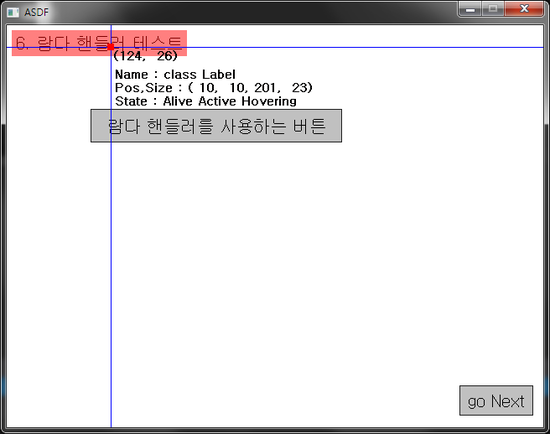 ASDF
6. 람다 핸들러 테스트
(124, 26)
Name : class Label
Pos,Size : ( 10, 10, 201, 23)
State : Alive Active Hovering
람다 핸들러를 사용하는 버튼
go Next